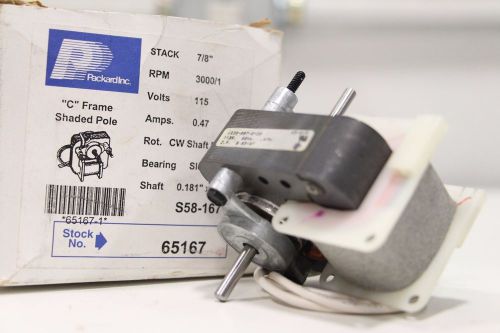 Packard Inc.
"C" Frame
Shaded Pole
STACK 7/8"
RPM 3000/1
Volts 115
Amps. 0.47
Rot. CW Shaft
Bearing
Shaft 0.181"
S58-167
*65167-1*
Stock No. 65167